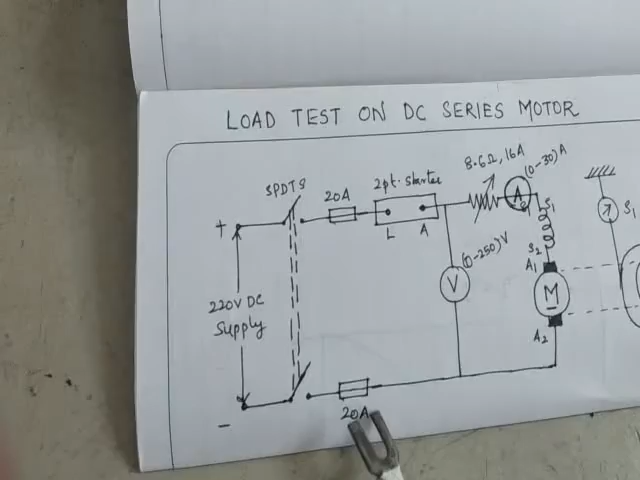 LOAD TEST ON DC SERIES MOTOR
8.6Ω, 16A
(0-30)A
SPDTS
20A
2pt. starter
A
S1
S1
+
L A
S2
(0-250)V
A1
220V DC
Supply
V
M
A2
20A
-